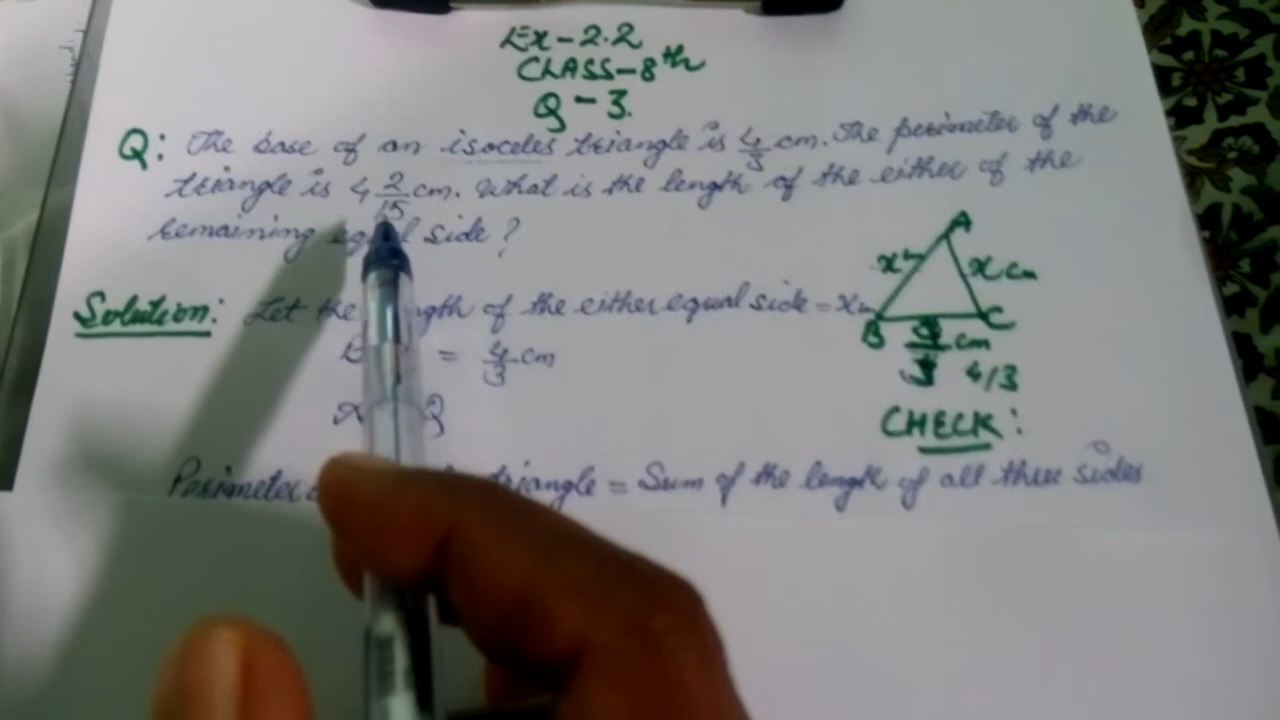 Ex-2.2
CLASS-8th
Q-3.
Q: The base of an isoceles triangle is 4/3 cm. The perimeter of the
triangle is 4 2/15 cm. What is the length of the either of the
remaining side?
Solution: Let the of the either equal side = x
= 4/3 cm
Perimeter triangle = Sum of the length of all three sides
A
x
x cm
B
C
cm
4/3
CHECK: